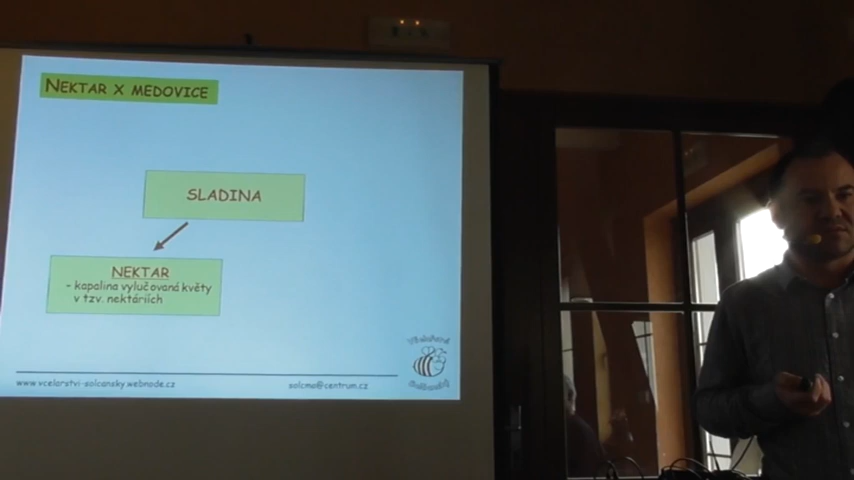 NEKTAR X MEDOVICE
SLADINA
NEKTAR
- kapalina vylučovaná květy
v tzv. nektáriích
www.vcelarstvi-solcansky.webnode.cz
solcma@centrum.cz